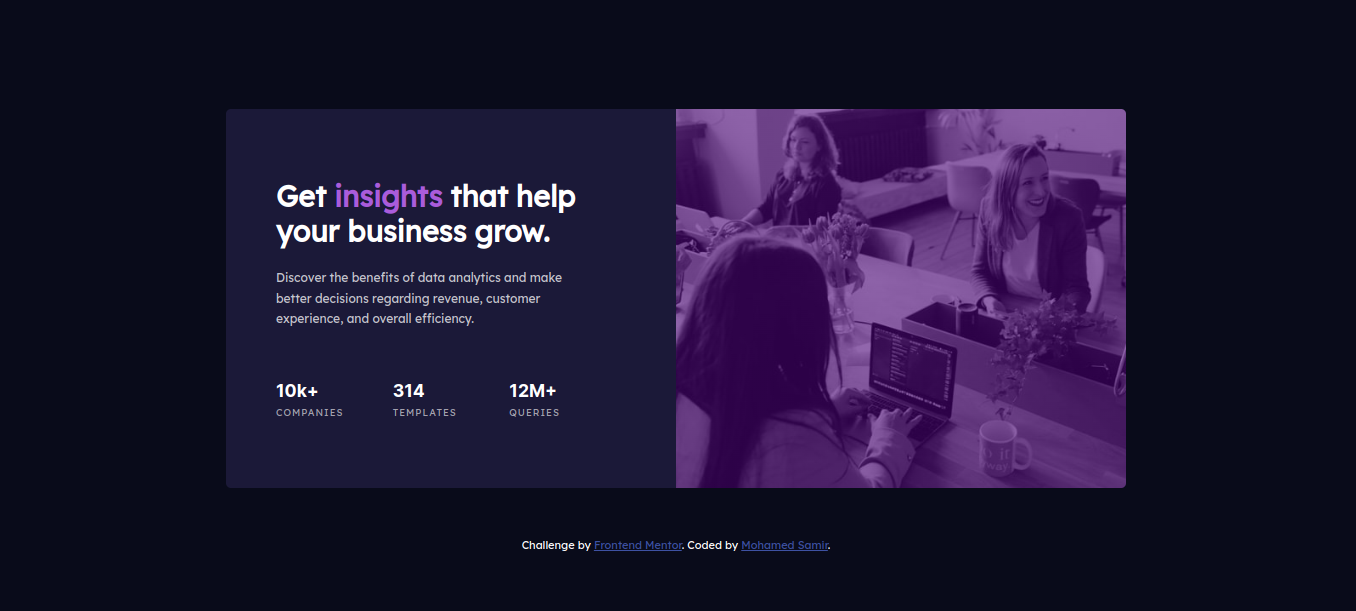 Get insights that help
your business grow.
Discover the benefits of data analytics and make
better decisions regarding revenue, customer
experience, and overall efficiency.
10k+ 314 12M+
COMPANIES TEMPLATES QUERIES
Challenge by Frontend Mentor. Coded by Mohamed Samir.